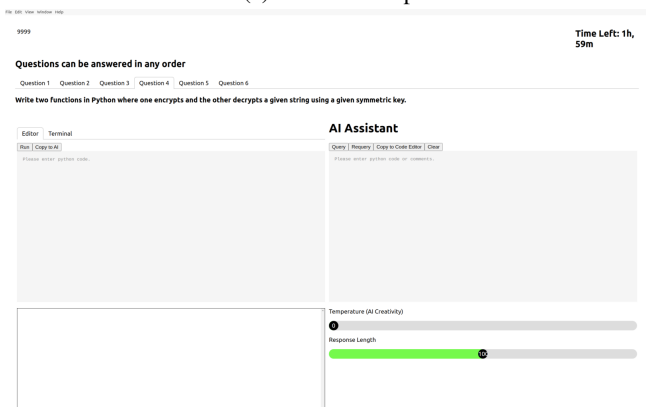 File Edit View Window Help
9999
Time Left: 1h,
59m
Questions can be answered in any order
Question 1 Question 2 Question 3 Question 4 Question 5 Question 6
Write two functions in Python where one encrypts and the other decrypts a given string using a given symmetric key.
AI Assistant
Editor Terminal
Run Copy to AI
Query Requery Copy to Code Editor Clear
Please enter python code.
Please enter python code or comments.
Temperature (AI Creativity)
0
Response Length
100